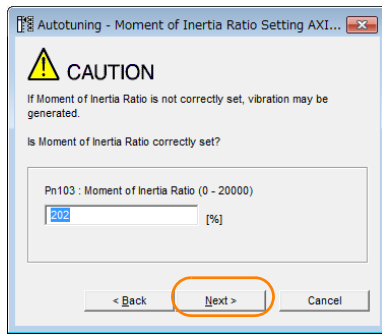 Autotuning - Moment of Inertia Ratio Setting AXI...
CAUTION
If Moment of Inertia Ratio is not correctly set, vibration may be
generated.
Is Moment of Inertia Ratio correctly set?
Pn103 : Moment of Inertia Ratio (0 - 20000)
202 [%]
< Back Next > Cancel